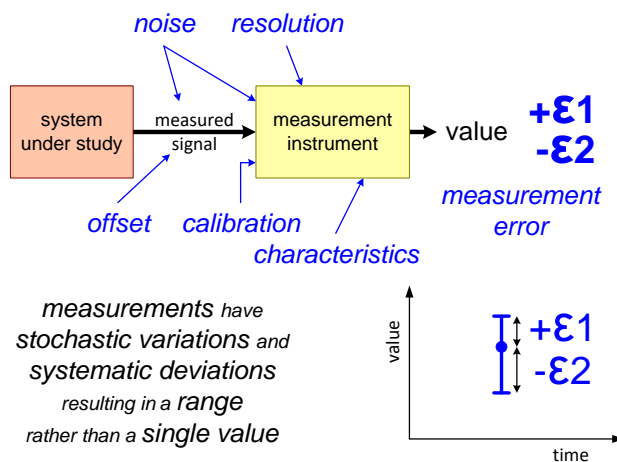 noise
resolution
system
under study
measured
signal
measurement
instrument
value
+ε1
-ε2
measurement
error
offset
calibration
characteristics
measurements have
stochastic variations and
systematic deviations
resulting in a range
rather than a single value
value
+ε1
-ε2
time